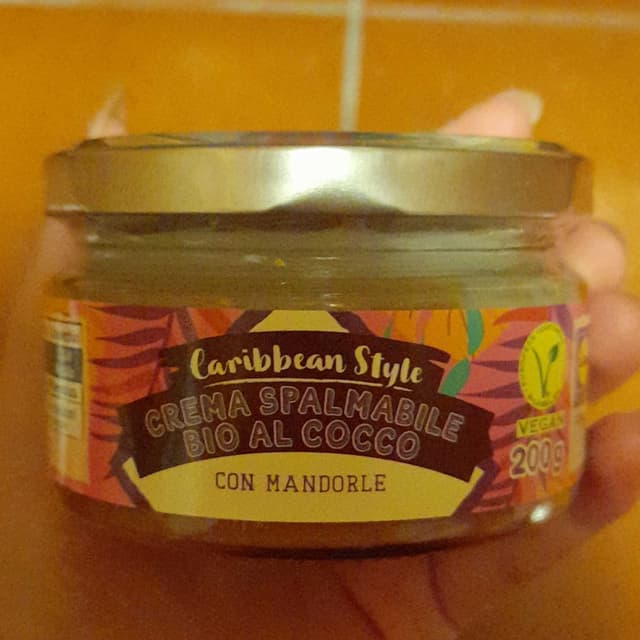 Caribbean Style
CREMA SPALMABILE
BIO AL COCCO
CON MANDORLE
VEGAN
200g